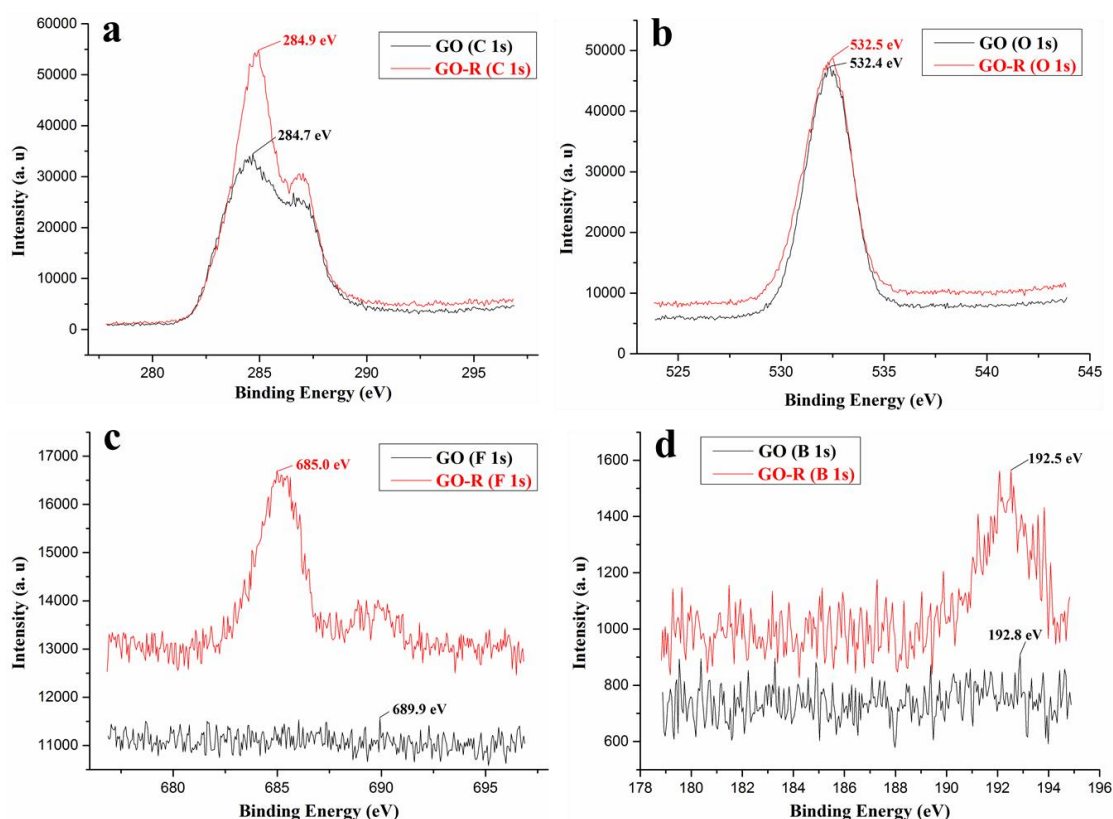 a
284.9 eV
284.7 eV
GO (C 1s)
GO-R (C 1s)
60000
50000
40000
30000
20000
10000
0
Intensity (a. u)
280
285
290
295
Binding Energy (eV)
b
532.5 eV
532.4 eV
GO (O 1s)
GO-R (O 1s)
50000
40000
30000
20000
10000
0
Intensity (a. u)
525
530
535
540
545
Binding Energy (eV)
c
685.0 eV
GO (F 1s)
GO-R (F 1s)
689.9 eV
17000
16000
15000
14000
13000
12000
11000
Intensity (a. u)
680
685
690
695
Binding Energy (eV)
d
GO (B 1s)
GO-R (B 1s)
192.5 eV
192.8 eV
1600
1400
1200
1000
800
600
Intensity (a. u)
178
180
182
184
186
188
190
192
194
196
Binding Energy (eV)